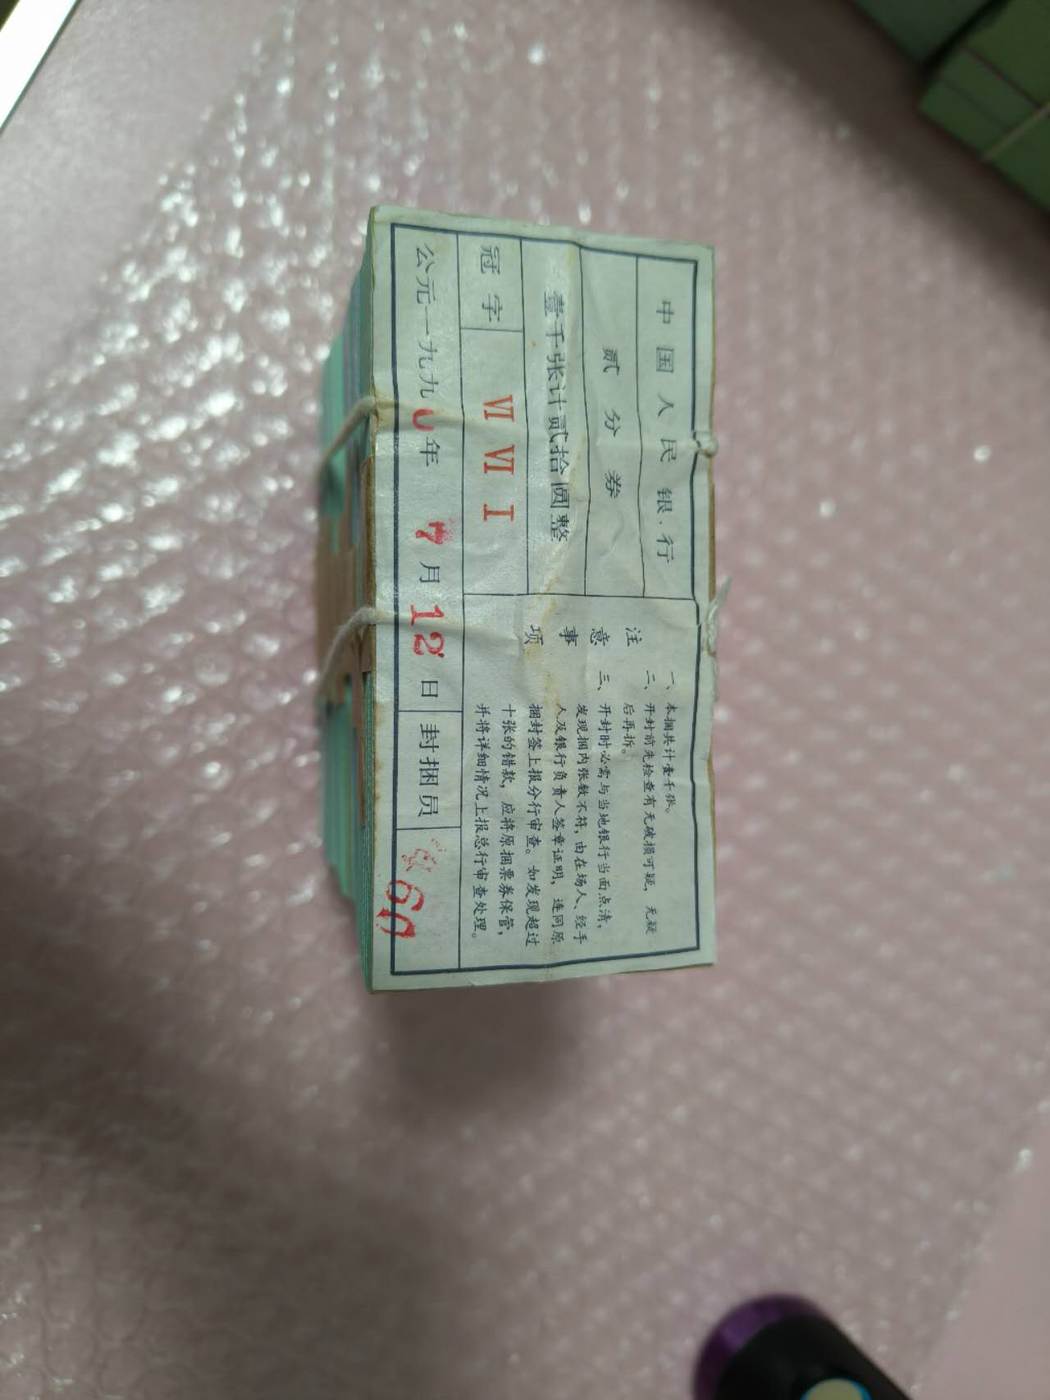 中国人民银行
贰分券
壹千张计贰拾圆整
冠字 VI VI I
公元一九九0年 7月12日 封捆员 60
注意事项
一、本捆共计壹千张。
二、开封前先检查有无破损可疑，无疑
后再拆。
三、开封时必需与当地银行当面点清，
发现捆内张数不符，由在场人、经手
人及银行负责人签章证明，连同原
捆封签上报分行审查。如发现超过
十张的错款，应将原捆票券保管，
并将详细情况上报总行审查处理。